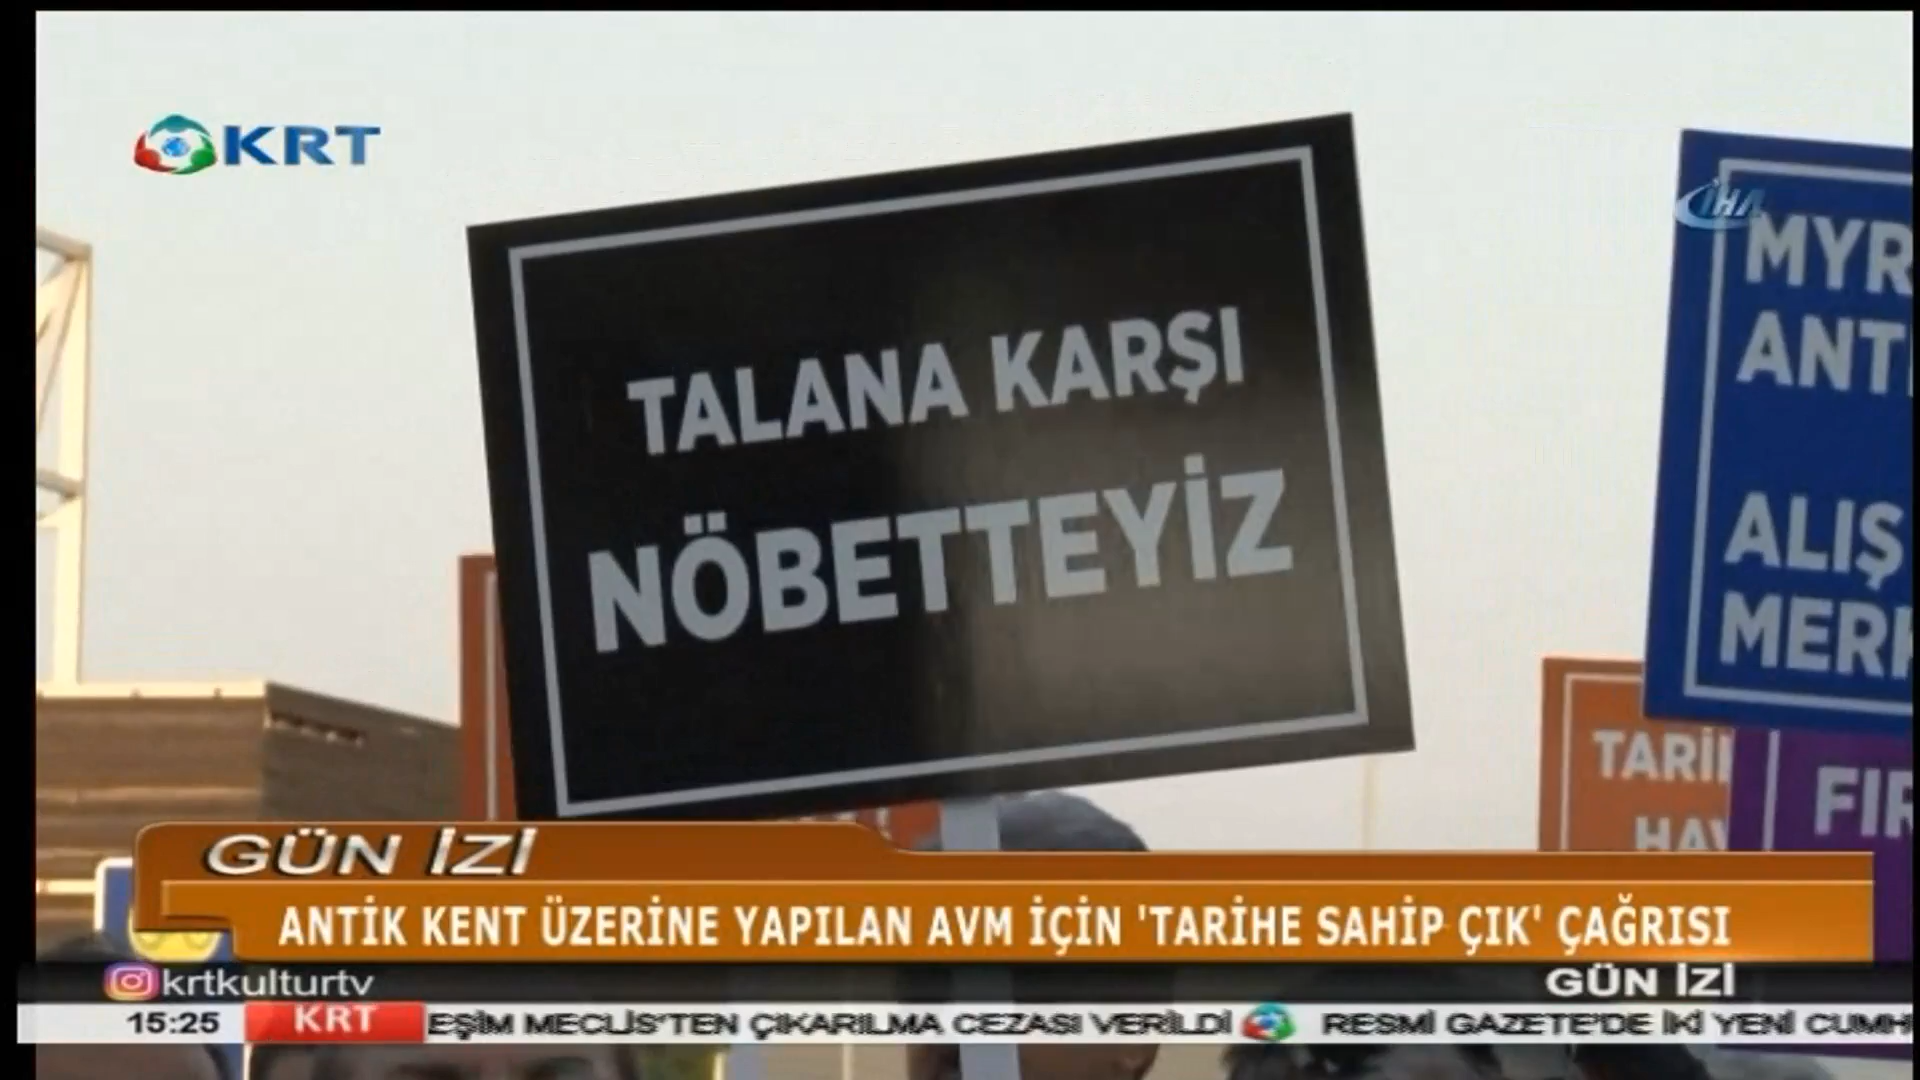 KRT
İHA
TALANA KARŞI
NÖBETTEYİZ
MYR
ANTİ
ALIŞ
MERK
TARİH
HAV
FIR
GÜN İZİ
ANTİK KENT ÜZERİNE YAPILAN AVM İÇİN 'TARİHE SAHİP ÇIK' ÇAĞRISI
krtkulturtv
GÜN İZİ
15:25 KRT EŞİM MECLİS'TEN ÇIKARILMA CEZASI VERİLDİ RESMİ GAZETE'DE İKİ YENİ CUMH